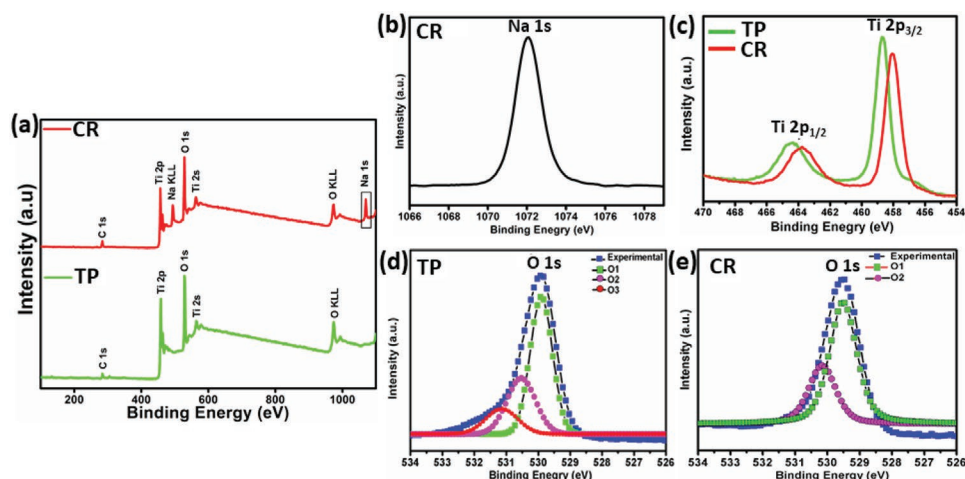 (a)
CR
C 1s
Ti 2p
Na KLL
O 1s
Ti 2s
O KLL
Na 1s
TP
C 1s
Ti 2p
O 1s
Ti 2s
O KLL
Intensity (a.u)
200 400 600 800 1000
Binding Energy (eV)
(b) CR
Na 1s
Intensity (a.u.)
1066 1068 1070 1072 1074 1076 1078
Binding Enegry (eV)
(c)
TP
CR
Ti 2p3/2
Ti 2p1/2
Intensity (a.u.)
470 468 466 464 462 460 458 456 454
Binding Enegry (eV)
(d) TP
O 1s
Experimental
O1
O2
O3
Intensity (a.u.)
534 533 532 531 530 529 528 527 526
Binding Energy (eV)
(e) CR
O 1s
Experimental
O1
O2
Intensity (a.u.)
534 533 532 531 530 529 528 527 526
Binding Energy (eV)